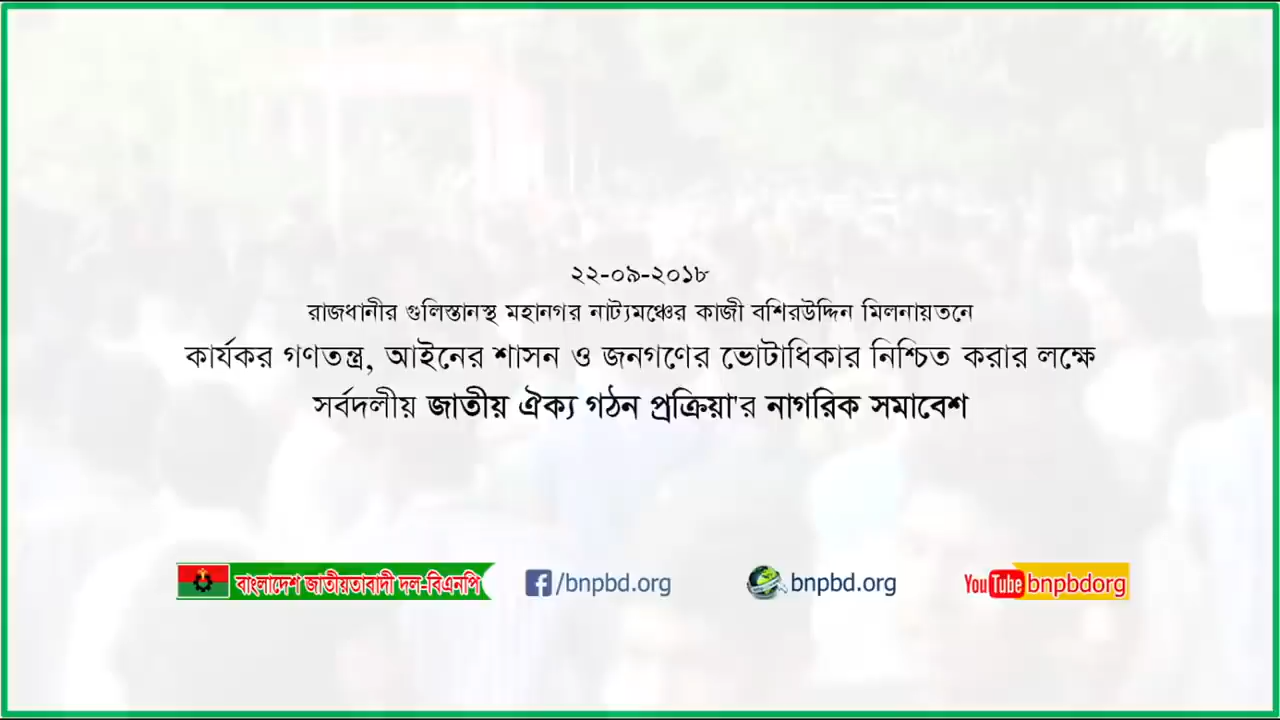 ২২-০৯-২০১৮
রাজধানীর গুলিস্তানস্থ মহানগর নাট্যমঞ্চের কাজী বশিরউদ্দিন মিলনায়তনে
কার্যকর গণতন্ত্র, আইনের শাসন ও জনগণের ভোটাধিকার নিশ্চিত করার লক্ষে
সর্বদলীয় জাতীয় ঐক্য গঠন প্রক্রিয়া'র নাগরিক সমাবেশ
বাংলাদেশ জাতীয়তাবাদী দল-বিএনপি f/bnpbd.org bnpbd.org YouTube bnpbdorg